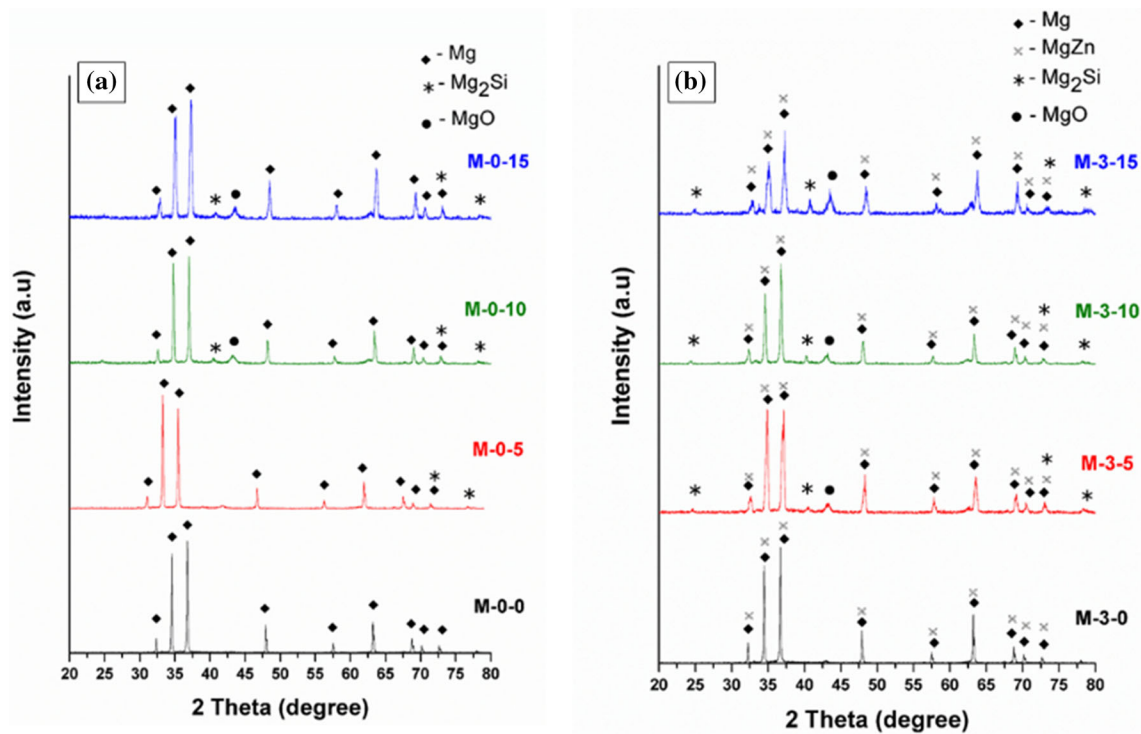 (a)
◆ - Mg
* - Mg2Si
● - MgO
M-0-15
M-0-10
M-0-5
M-0-0
Intensity (a.u)
20 25 30 35 40 45 50 55 60 65 70 75 80
2 Theta (degree)
(b)
◆ - Mg
× - MgZn
* - Mg2Si
● - MgO
M-3-15
M-3-10
M-3-5
M-3-0
Intensity (a.u)
20 25 30 35 40 45 50 55 60 65 70 75 80
2 Theta (degree)